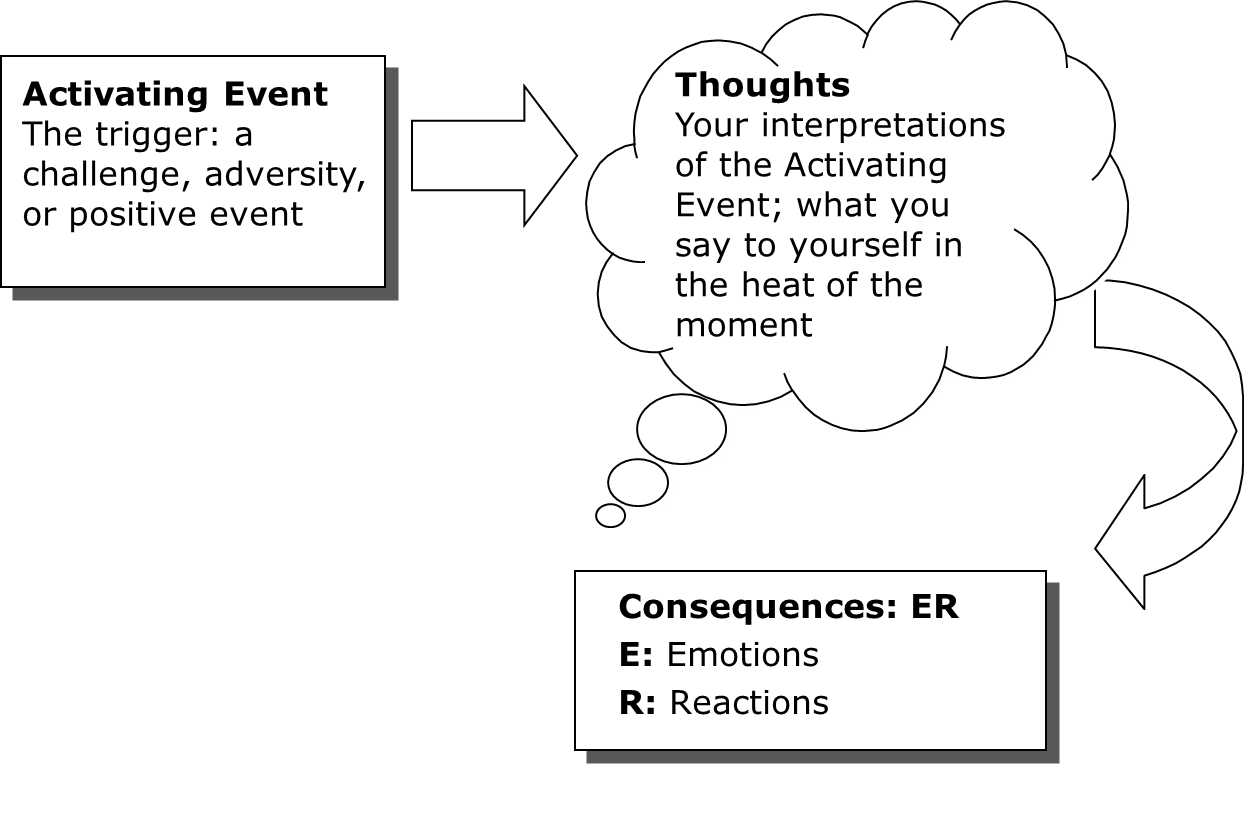 Activating Event
The trigger: a
challenge, adversity,
or positive event
Thoughts
Your interpretations
of the Activating
Event; what you
say to yourself in
the heat of the
moment
Consequences: ER
E: Emotions
R: Reactions